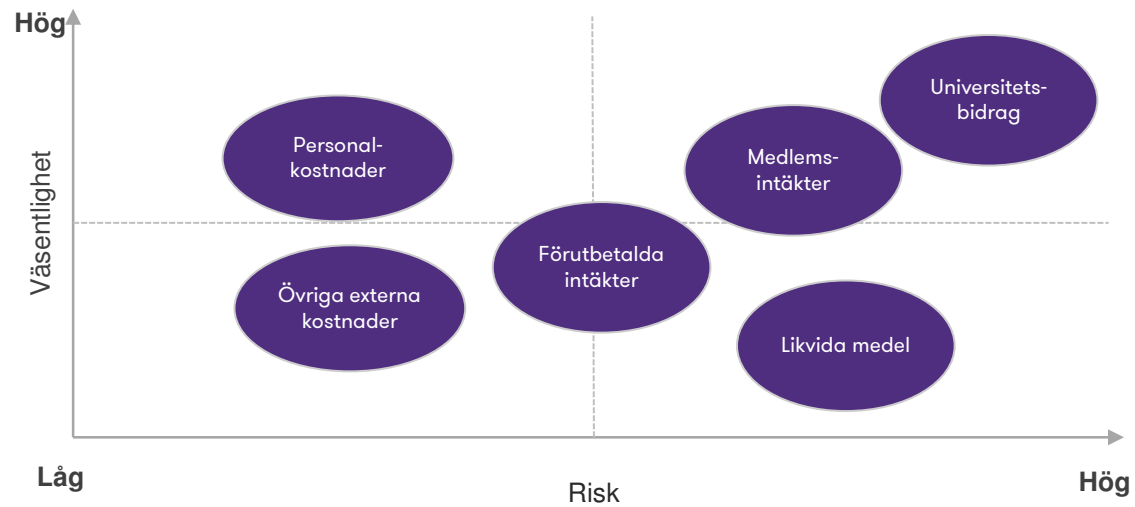 Hög
Universitets-
bidrag
Personal-
kostnader
Medlems-
intäkter
Väsentlighet
Förutbetalda
intäkter
Övriga externa
kostnader
Likvida medel
Låg
Risk
Hög